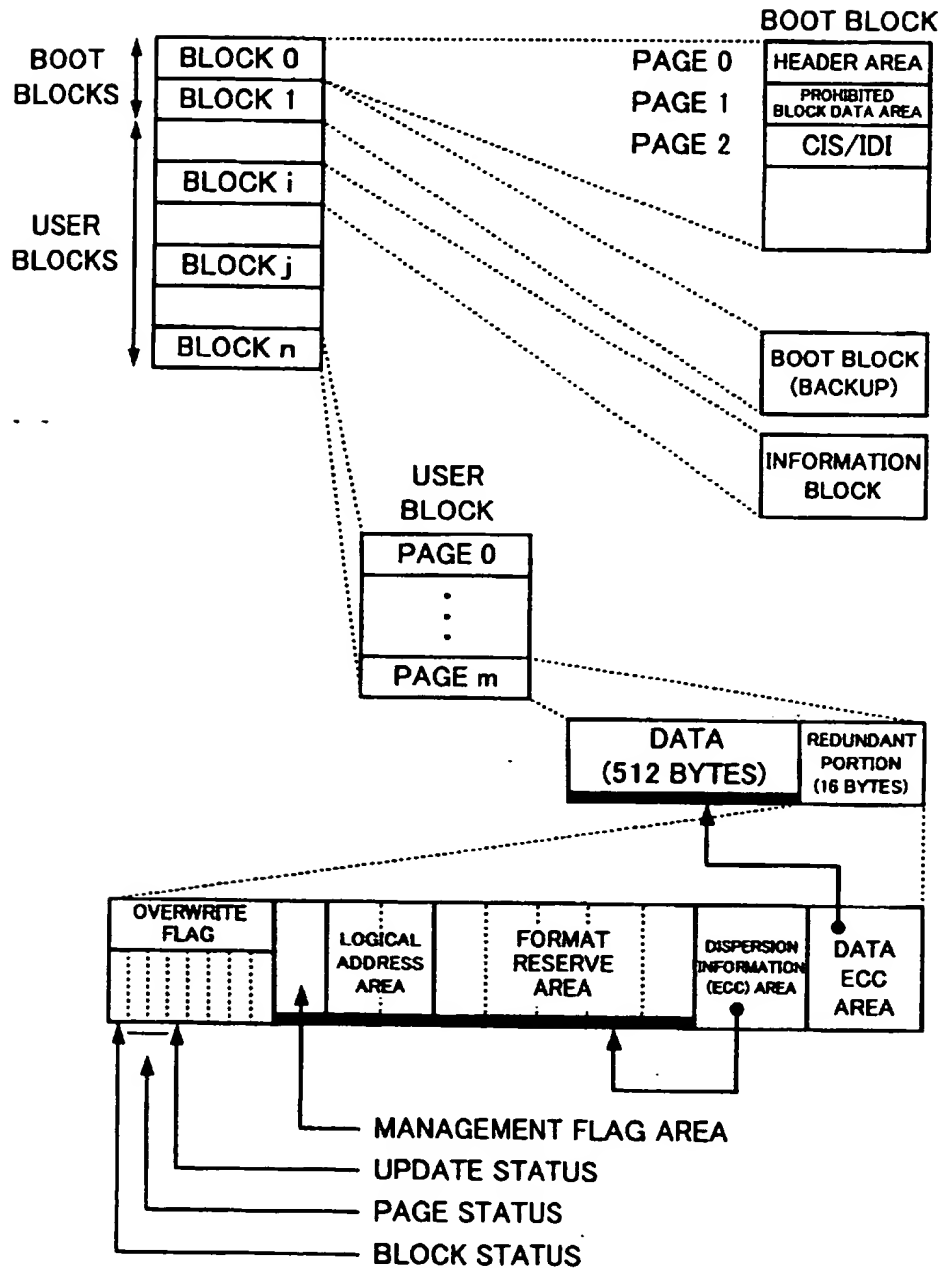 BOOT BLOCK
BOOT
BLOCKS
BLOCK 0
BLOCK 1
PAGE 0
HEADER AREA
PAGE 1
PROHIBITED
BLOCK DATA AREA
PAGE 2
CIS/IDI
USER
BLOCKS
BLOCK i
BLOCK j
BLOCK n
BOOT BLOCK
(BACKUP)
INFORMATION
BLOCK
USER
BLOCK
PAGE 0
PAGE m
DATA
(512 BYTES)
REDUNDANT
PORTION
(16 BYTES)
OVERWRITE
FLAG
LOGICAL
ADDRESS
AREA
FORMAT
RESERVE
AREA
DISPERSION
INFORMATION
(ECC) AREA
DATA
ECC
AREA
MANAGEMENT FLAG AREA
UPDATE STATUS
PAGE STATUS
BLOCK STATUS